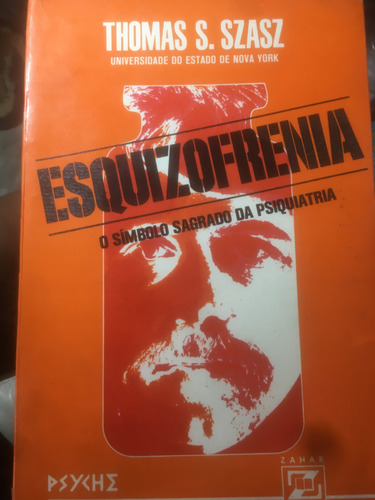 THOMAS S. SZASZ
UNIVERSIDADE DO ESTADO DE NOVA YORK
ESQUIZOFRENIA
O SÍMBOLO SAGRADO DA PSIQUIATRIA
PSYCHE
ZAHAR